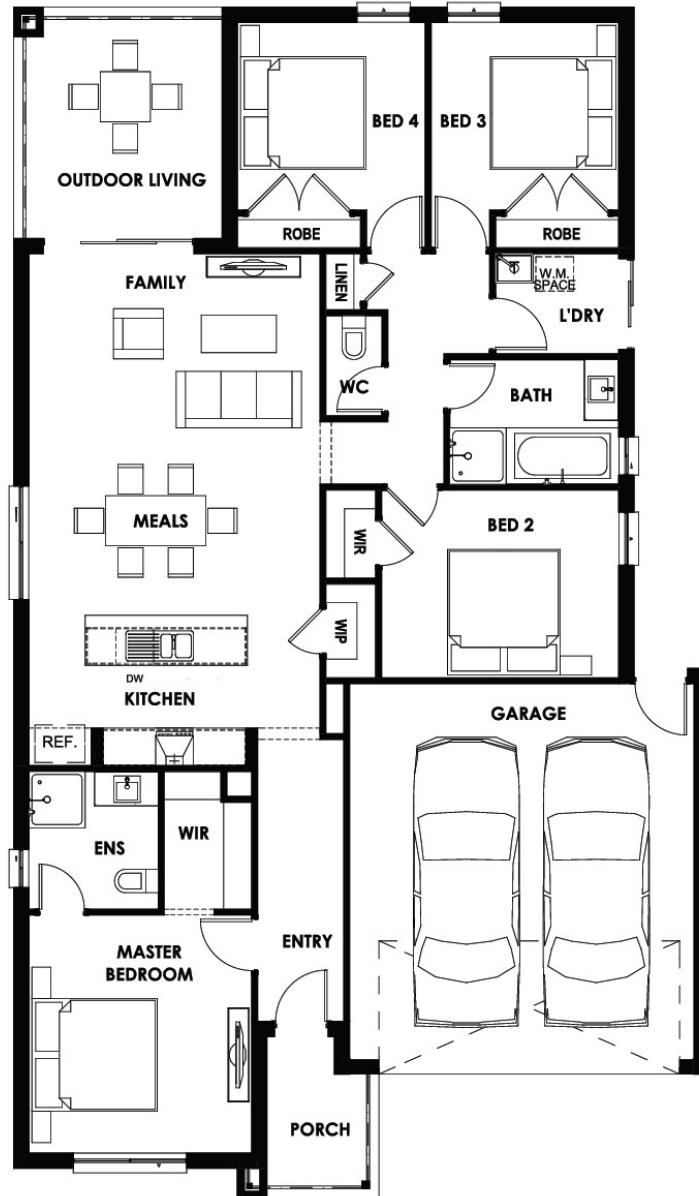 BED 4
BED 3
OUTDOOR LIVING
ROBE
ROBE
FAMILY
LINEN
W.M.
SPACE
L'DRY
WC
BATH
MEALS
WIR
BED 2
WIP
DW
KITCHEN
GARAGE
REF.
ENS
WIR
MASTER
BEDROOM
ENTRY
PORCH